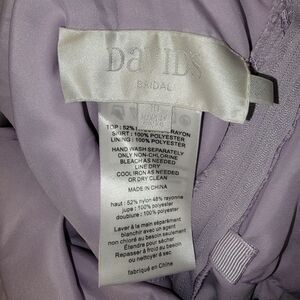 DAVID'S
BRIDAL
TOP : 52% RAYON
SKIRT : 100% POLYESTER
LINING : 100% POLYESTER
HAND WASH SEPARATELY
ONLY NON-CHLORINE
BLEACH AS NEEDED
LINE DRY
COOL IRON AS NEEDED
OR DRY CLEAN
MADE IN CHINA
haut : 52% nylon 48% rayonne
jupe : 100% polyester
doublure : 100% polyester
Laver à la main séparément,
blanchir avec un agent
non chloré au besoin seulement
Étendre pour sécher
Repasser à froid au besoin
ou nettoyer à sec
fabriqué en Chine